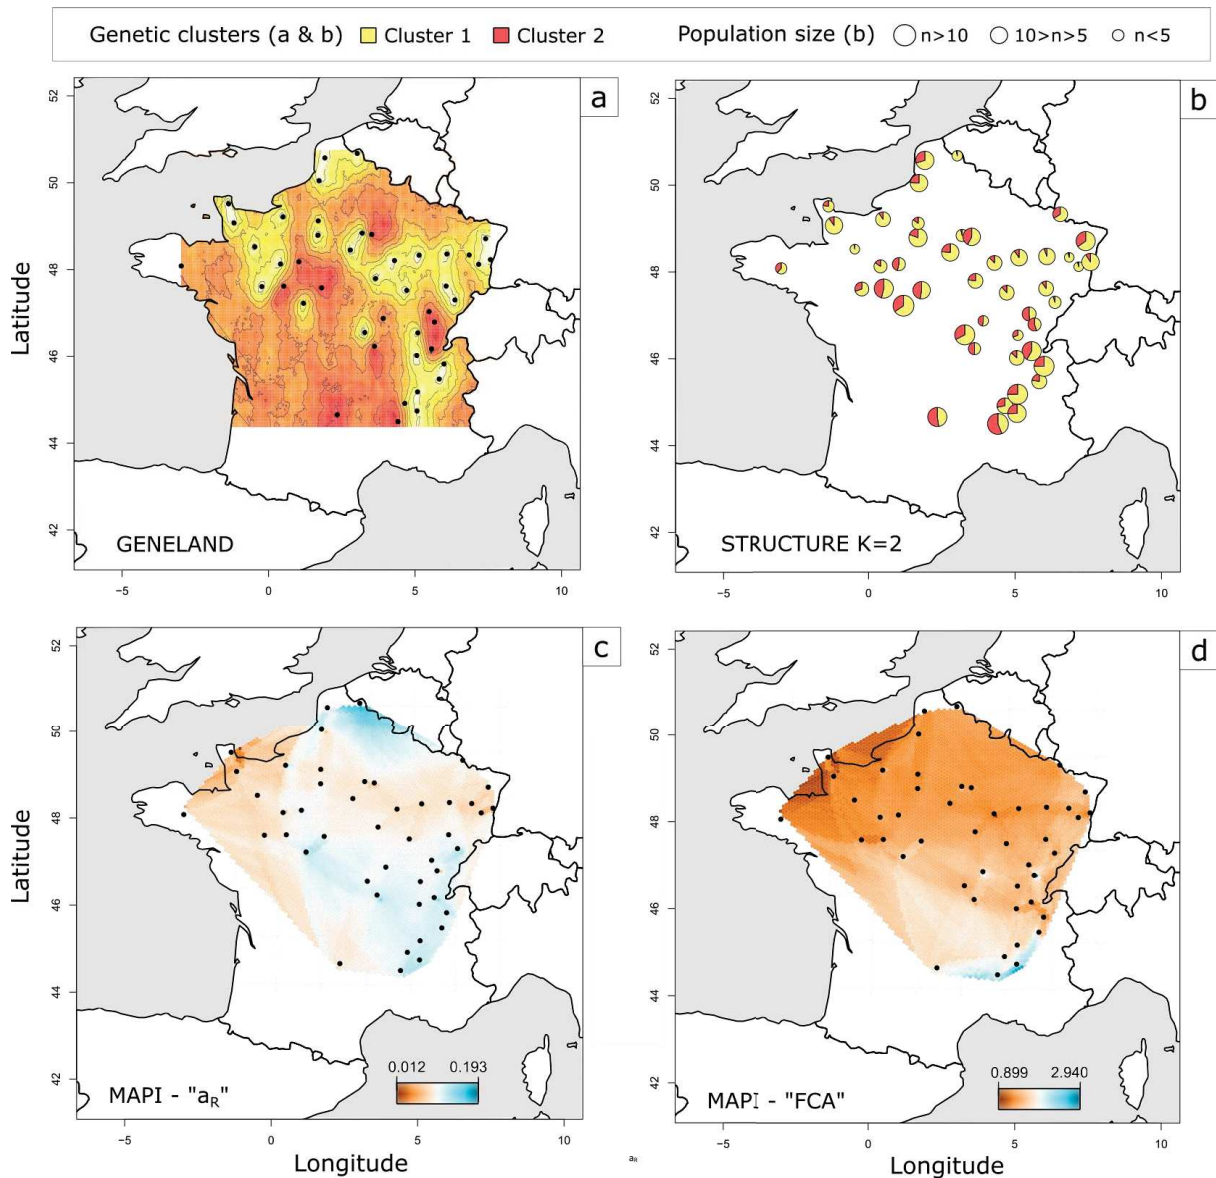 Genetic clusters (a & b) Cluster 1 Cluster 2 Population size (b) n>10 10>n>5 n<5
a
b
52
50
48
46
44
42
Latitude
GENELAND
−5 0 5 10
52
50
48
46
44
42
STRUCTURE K=2
−5 0 5 10
c
d
52
50
48
46
44
42
Latitude
0.012 0.193
MAPI - "aR"
−5 0 5 10
Longitude
52
50
48
46
44
42
0.899 2.940
MAPI - "FCA"
−5 0 5 10
Longitude
aR